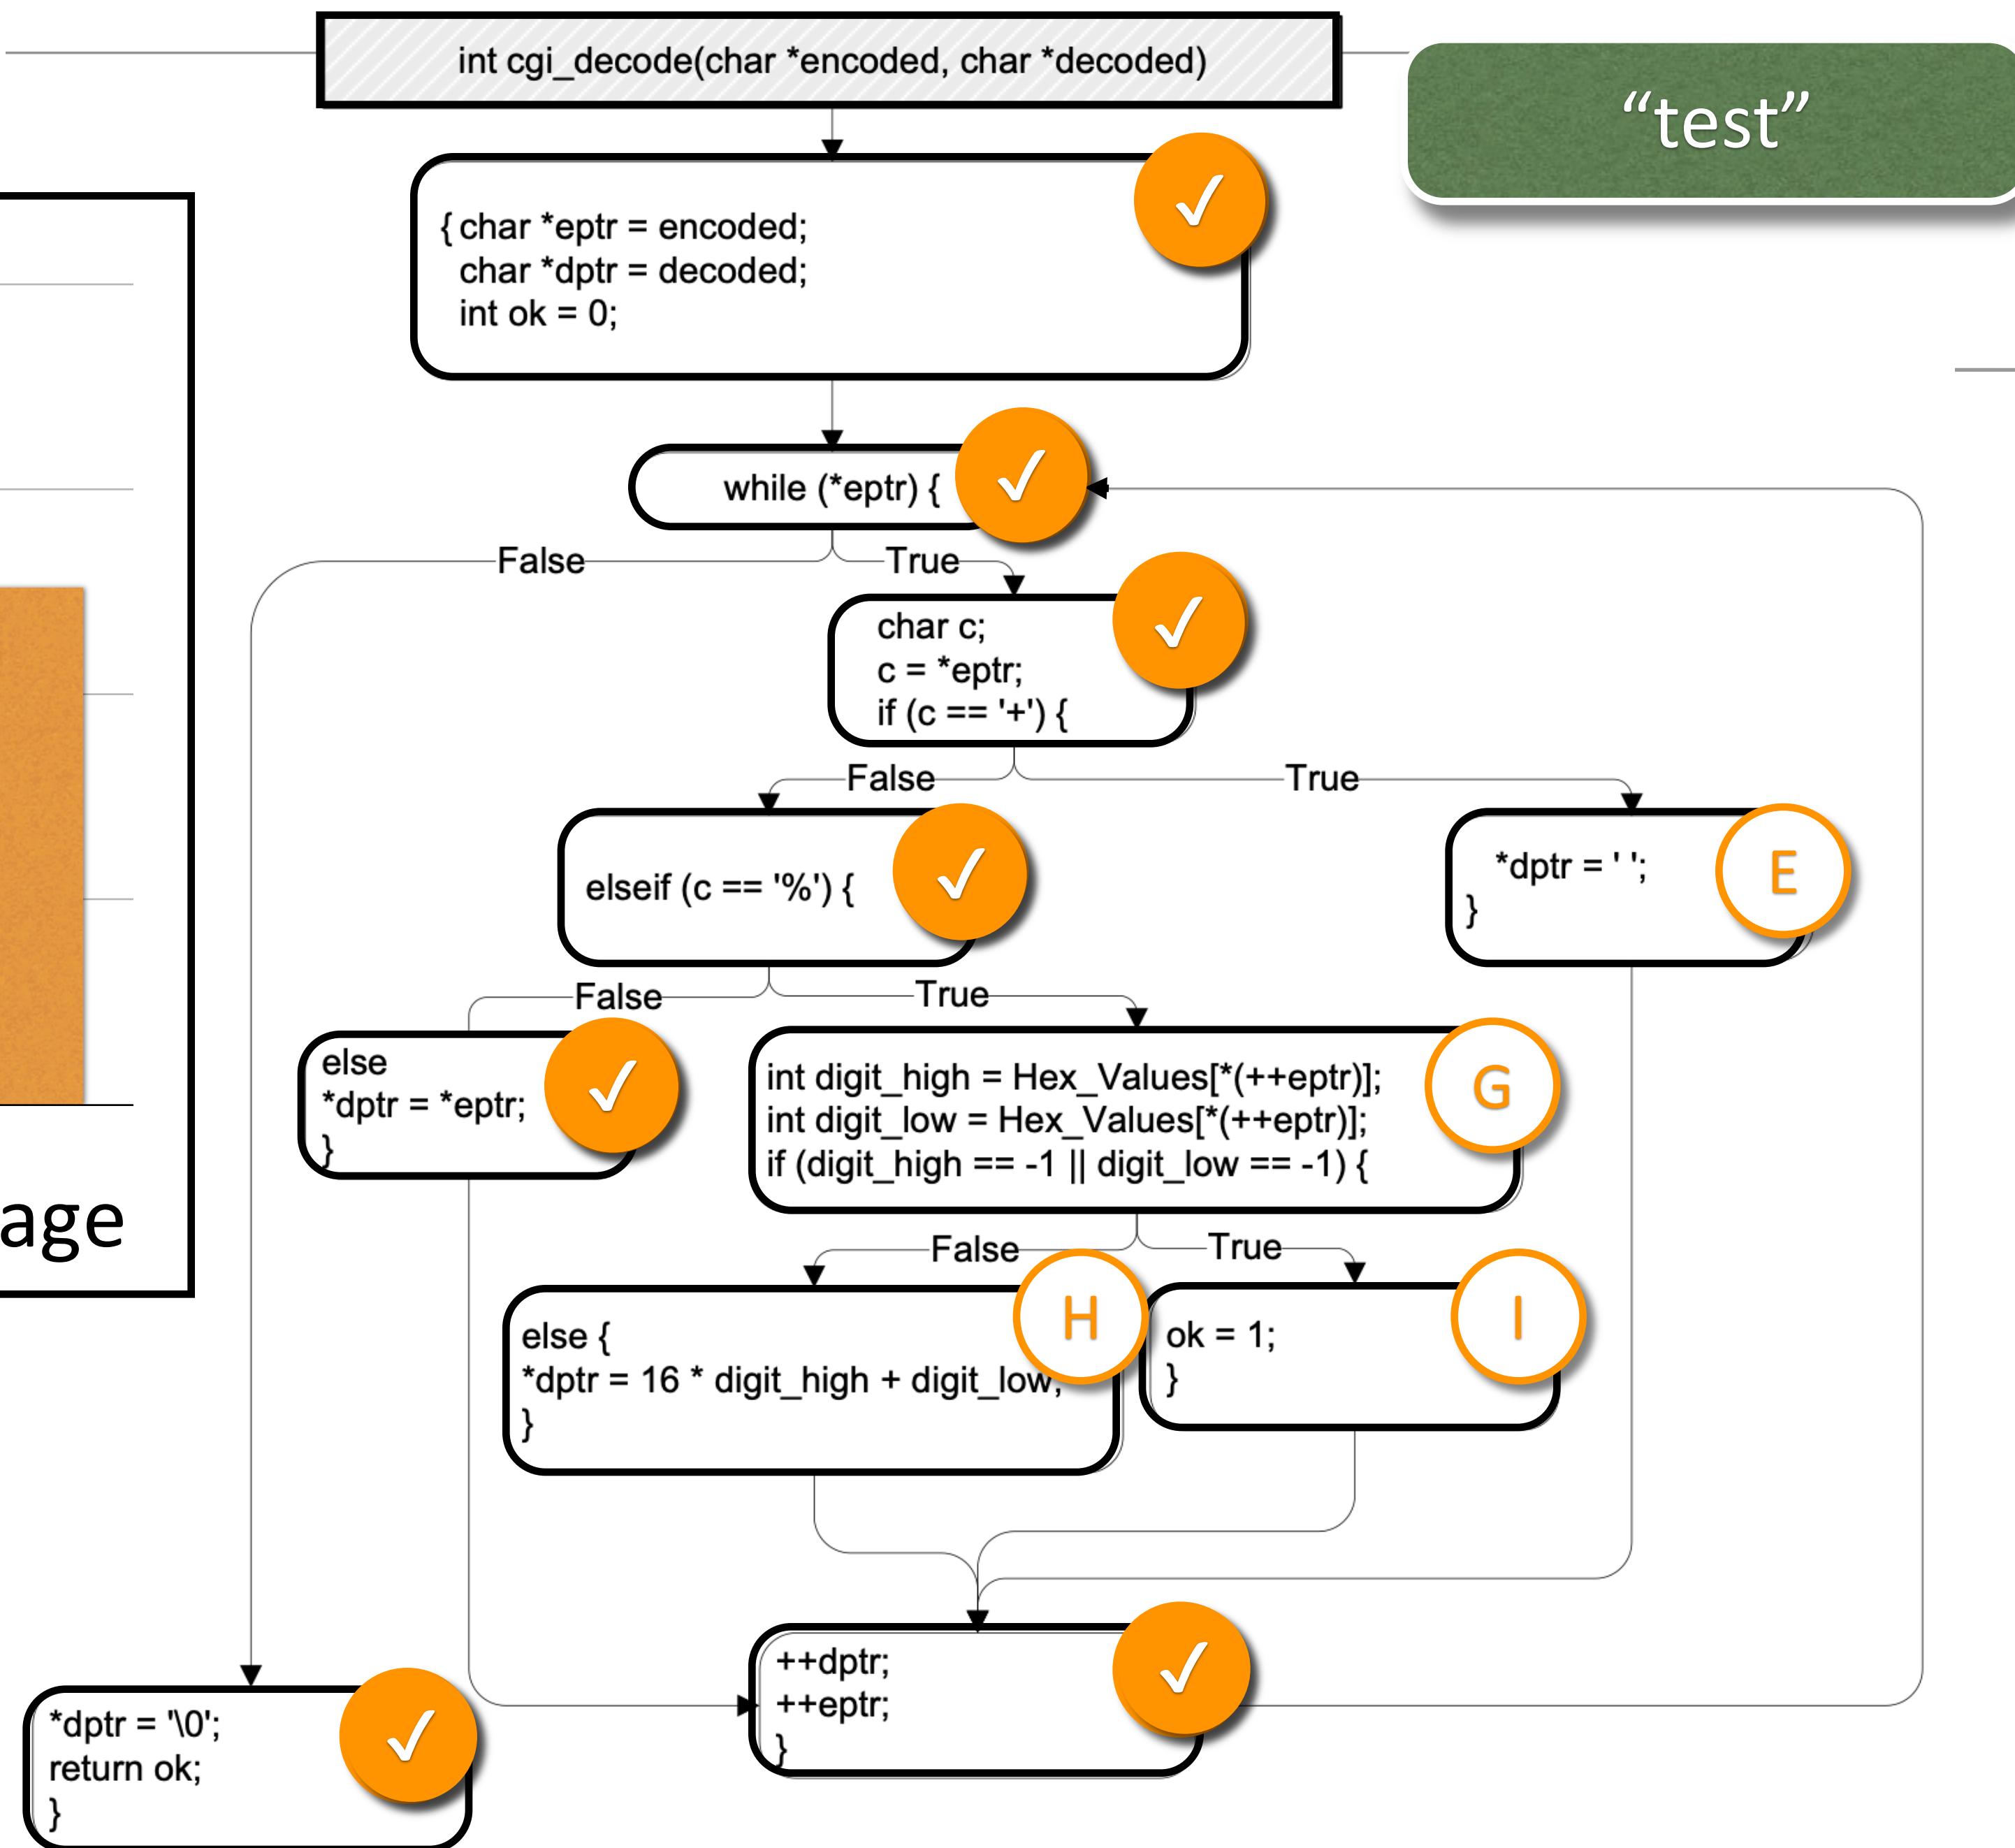 int cgi_decode(char *encoded, char *decoded)
“test”
{ char *eptr = encoded;
char *dptr = decoded;
int ok = 0;
while (*eptr) {
False
True
char c;
c = *eptr;
if (c == '+') {
False
True
elseif (c == '%') {
*dptr = ' ';
}
E
False
True
else
*dptr = *eptr;
}
int digit_high = Hex_Values[*(++eptr)];
int digit_low = Hex_Values[*(++eptr)];
if (digit_high == -1 || digit_low == -1) {
G
age
False
True
else {
*dptr = 16 * digit_high + digit_low;
}
H
ok = 1;
}
I
++dptr;
++eptr;
}
*dptr = '\0';
return ok;
}